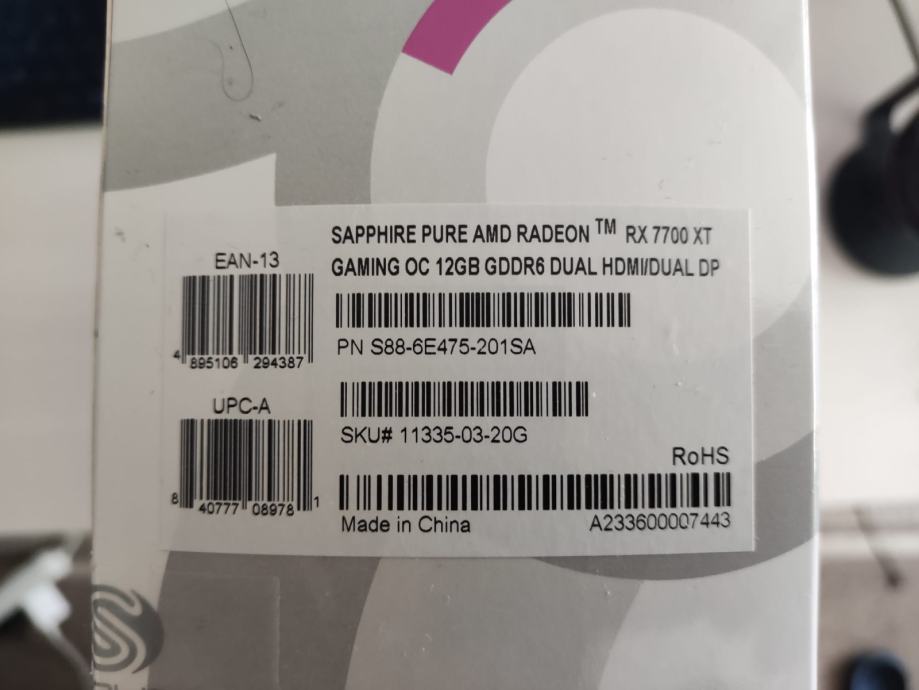 SAPPHIRE PURE AMD RADEON ™ RX 7700 XT
GAMING OC 12GB GDDR6 DUAL HDMI/DUAL DP
EAN-13
4 895106 294387
PN S88-6E475-201SA
UPC-A
8 40777 08978 1
SKU# 11335-03-20G
RoHS
Made in China
A233600007443